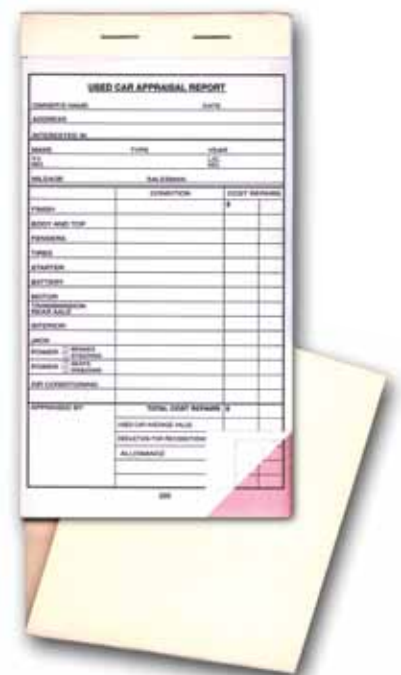 USED CAR APPRAISAL REPORT
OWNER'S NAME DATE
ADDRESS
INTERESTED IN
MAKE TYPE YEAR
LIC.
MILEAGE SALESMAN
CONDITION COST REPAIRS
$
FINISH
BODY AND TOP
FENDERS
TIRES
STARTER
BATTERY
MOTOR
TRANSMISSION
REAR AXLE
INTERIOR
JACK
POWER BRAKES
STEERING
POWER SEATS
WINDOWS
AIR CONDITIONING
APPRAISED BY TOTAL COST REPAIRS $
USED CAR AVERAGE VALUE
DEDUCTION FOR RECONDITIONING
ALLOWANCE